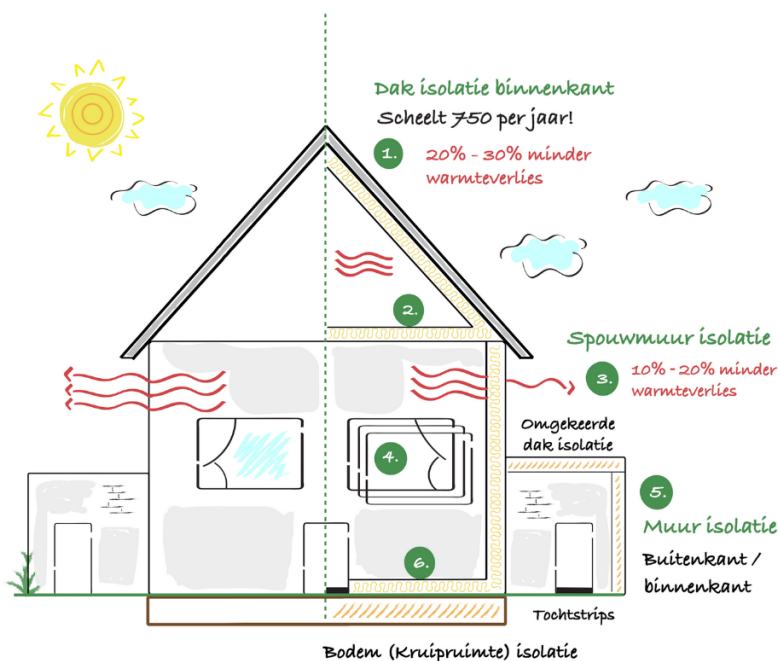 Dak isolatie binnenkant
Scheelt 750 per jaar!
1.
20% - 30% minder
warmteverlies
2.
Spouwmuur isolatie
3.
10% - 20% minder
warmteverlies
Omgekeerde
dak isolatie
4.
5.
Muur isolatie
Buitenkant /
binnenkant
6.
Tochtstrips
Bodem (Kruipruimte) isolatie